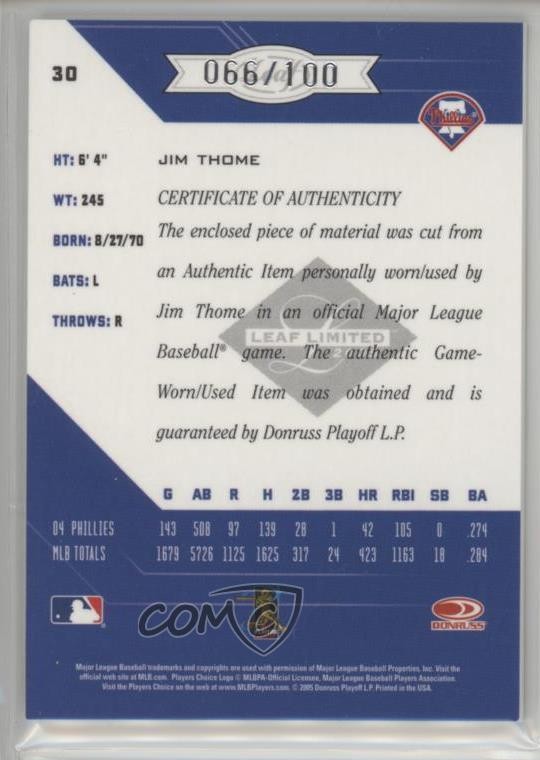 30
066/100
Phillies
HT: 6' 4"
WT: 245
BORN: 8/27/70
BATS: L
THROWS: R
JIM THOME
CERTIFICATE OF AUTHENTICITY
The enclosed piece of material was cut from
an Authentic Item personally worn/used by
Jim Thome in an official Major League
Baseball® game. The authentic Game-
Worn/Used Item was obtained and is
guaranteed by Donruss Playoff L.P.
LEAF LIMITED
G AB R H 2B 3B HR RBI SB BA
04 PHILLIES 143 508 97 139 28 1 42 105 0 .274
MLB TOTALS 1679 5726 1125 1625 317 24 423 1163 18 .284
COMC
DONRUSS
Major League Baseball trademarks and copyrights are used with permission of Major League Baseball Properties, Inc. Visit the
official web site at MLB.com. Players Choice Logo © MLBPA-Official Licensee, Major League Baseball Players Association.
Visit the Players Choice on the web at www.MLBPlayers.com. © 2005 Donruss Playoff L.P. Printed in the USA.